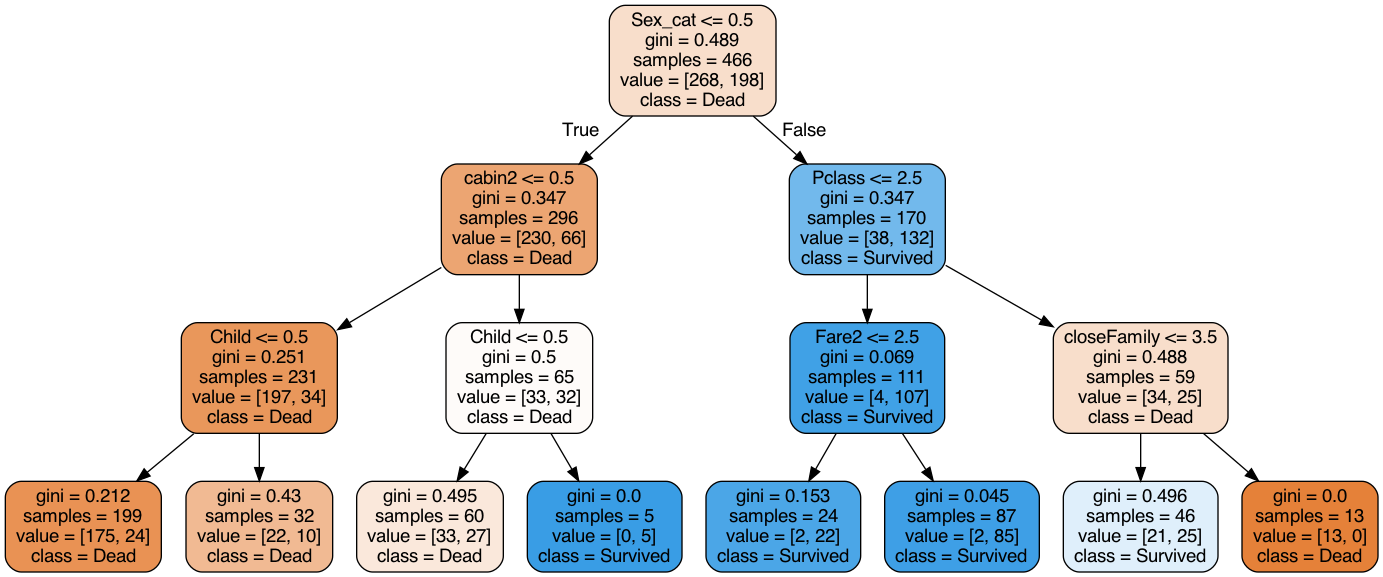 Sex_cat <= 0.5
gini = 0.489
samples = 466
value = [268, 198]
class = Dead
True
False
cabin2 <= 0.5
gini = 0.347
samples = 296
value = [230, 66]
class = Dead
Pclass <= 2.5
gini = 0.347
samples = 170
value = [38, 132]
class = Survived
Child <= 0.5
gini = 0.251
samples = 231
value = [197, 34]
class = Dead
Child <= 0.5
gini = 0.5
samples = 65
value = [33, 32]
class = Dead
Fare2 <= 2.5
gini = 0.069
samples = 111
value = [4, 107]
class = Survived
closeFamily <= 3.5
gini = 0.488
samples = 59
value = [34, 25]
class = Dead
gini = 0.212
samples = 199
value = [175, 24]
class = Dead
gini = 0.43
samples = 32
value = [22, 10]
class = Dead
gini = 0.495
samples = 60
value = [33, 27]
class = Dead
gini = 0.0
samples = 5
value = [0, 5]
class = Survived
gini = 0.153
samples = 24
value = [2, 22]
class = Survived
gini = 0.045
samples = 87
value = [2, 85]
class = Survived
gini = 0.496
samples = 46
value = [21, 25]
class = Survived
gini = 0.0
samples = 13
value = [13, 0]
class = Dead